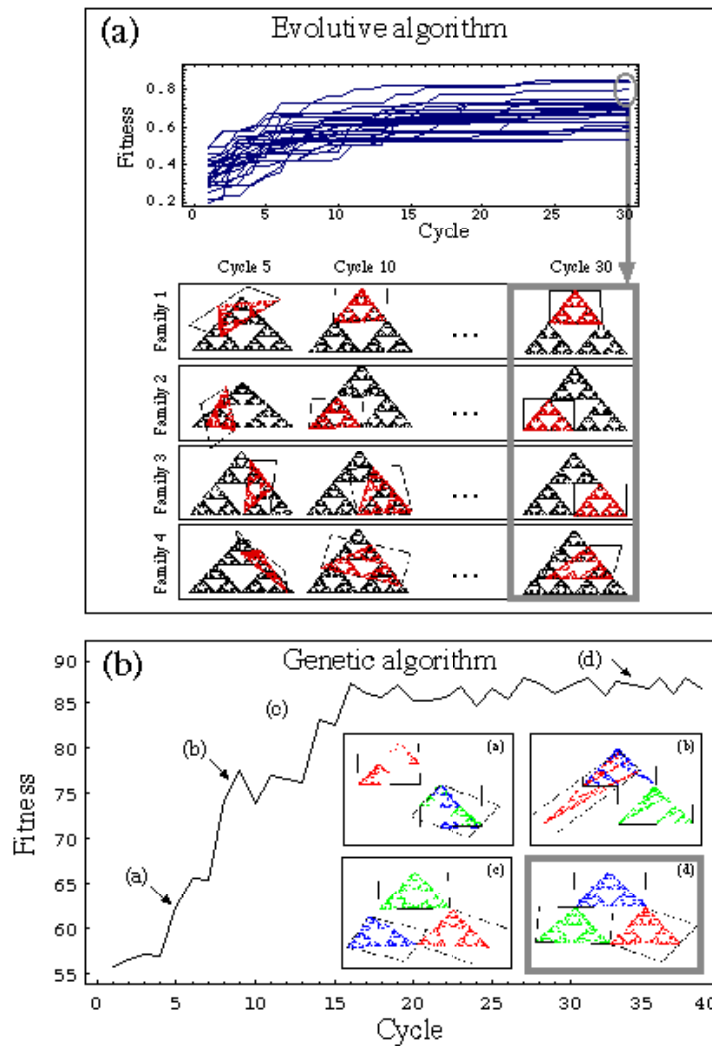 (a) Evolutive algorithm
Fitness
0.8
0.6
0.4
0.2
0 5 10 15 20 25 30
Cycle
Cycle 5 Cycle 10 Cycle 30
Family 1
...
Family 2
...
Family 3
...
Family 4
...
(b) Genetic algorithm
Fitness
90
85
80
75
70
65
60
55
(a)
(b)
(c)
(d)
(a)
(b)
(c)
(d)
0 5 10 15 20 25 30 35 40
Cycle